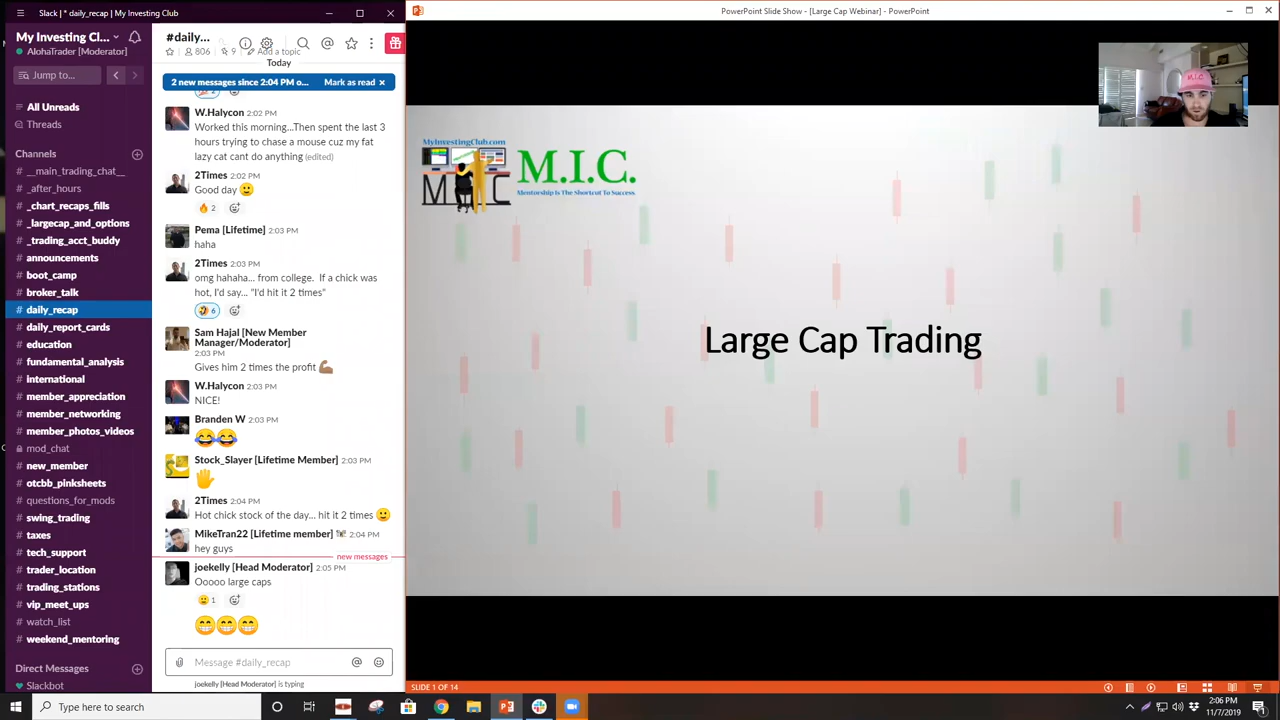 Slack
My Investing Cl...
AlohaTrader [Moderator]
Jump to...
All Unreads
Threads
Channels
__main_trading_chat__
_after_hours
_chart_recaps_fills
_largecap_and_options
_trading_acct_buddy
announcements
boot_camp
broker_talk
daily_recap
daily_report_cards
education
fundamental_analysis
international
member_appreciation
member_networking
member_photos_videos
mod_chat
new_member
otcbb_pinksheets
questions_for_mods
swing_trading
taxes
tech_support
trader_location
trading_stations
vip_meet_ups
watch_list
weekend_mentoring
Direct Messages
Slackbot
#daily...
806
9
Add a topic
Today
2 new messages since 2:04 PM o...
Mark as read
W.Halycon 2:02 PM
Worked this morning...Then spent the last 3
hours trying to chase a mouse cuz my fat
lazy cat cant do anything (edited)
2Times 2:02 PM
Good day 🙂
🔥 2
Pema [Lifetime] 2:03 PM
haha
2Times 2:03 PM
omg hahaha... from college. If a chick was
hot, I'd say... "I'd hit it 2 times"
🤣 6
Sam Hajal [New Member
Manager/Moderator]
2:03 PM
Gives him 2 times the profit 💪🏽
W.Halycon 2:03 PM
NICE!
Branden W 2:03 PM
😂😂
Stock_Slayer [Lifetime Member] 2:03 PM
2Times 2:04 PM
Hot chick stock of the day... hit it 2 times 🙂
MikeTran22 [Lifetime member] 2:04 PM
hey guys
new messages
joekelly [Head Moderator] 2:05 PM
Ooooo large caps
1
😁😁😁
Message #daily_recap
joekelly [Head Moderator] is typing
PowerPoint Slide Show - [Large Cap Webinar] - PowerPoint
MyInvestingClub.com
MIC
M.I.C.
Mentorship Is The Shortcut To Success.
M.I.C.
Large Cap Trading
SLIDE 1 OF 14
Type here to search
2:06 PM
11/7/2019
1